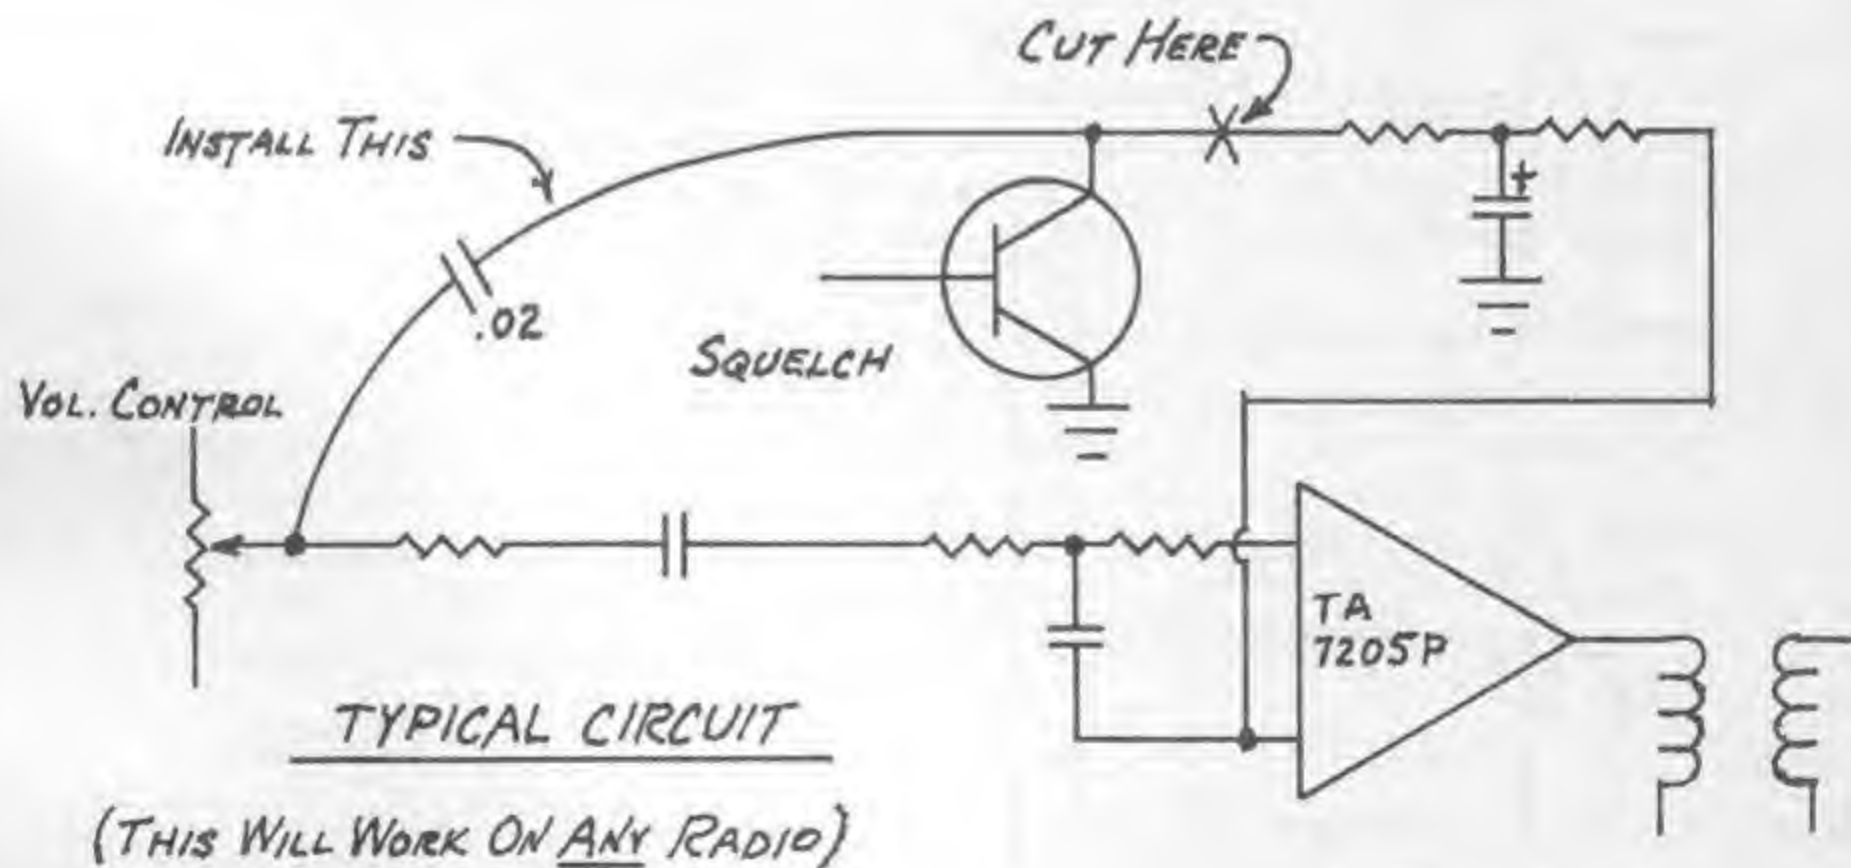 CUT HERE
INSTALL THIS
+
.02
SQUELCH
VOL. CONTROL
TA
7205P
TYPICAL CIRCUIT
(THIS WILL WORK ON ANY RADIO)